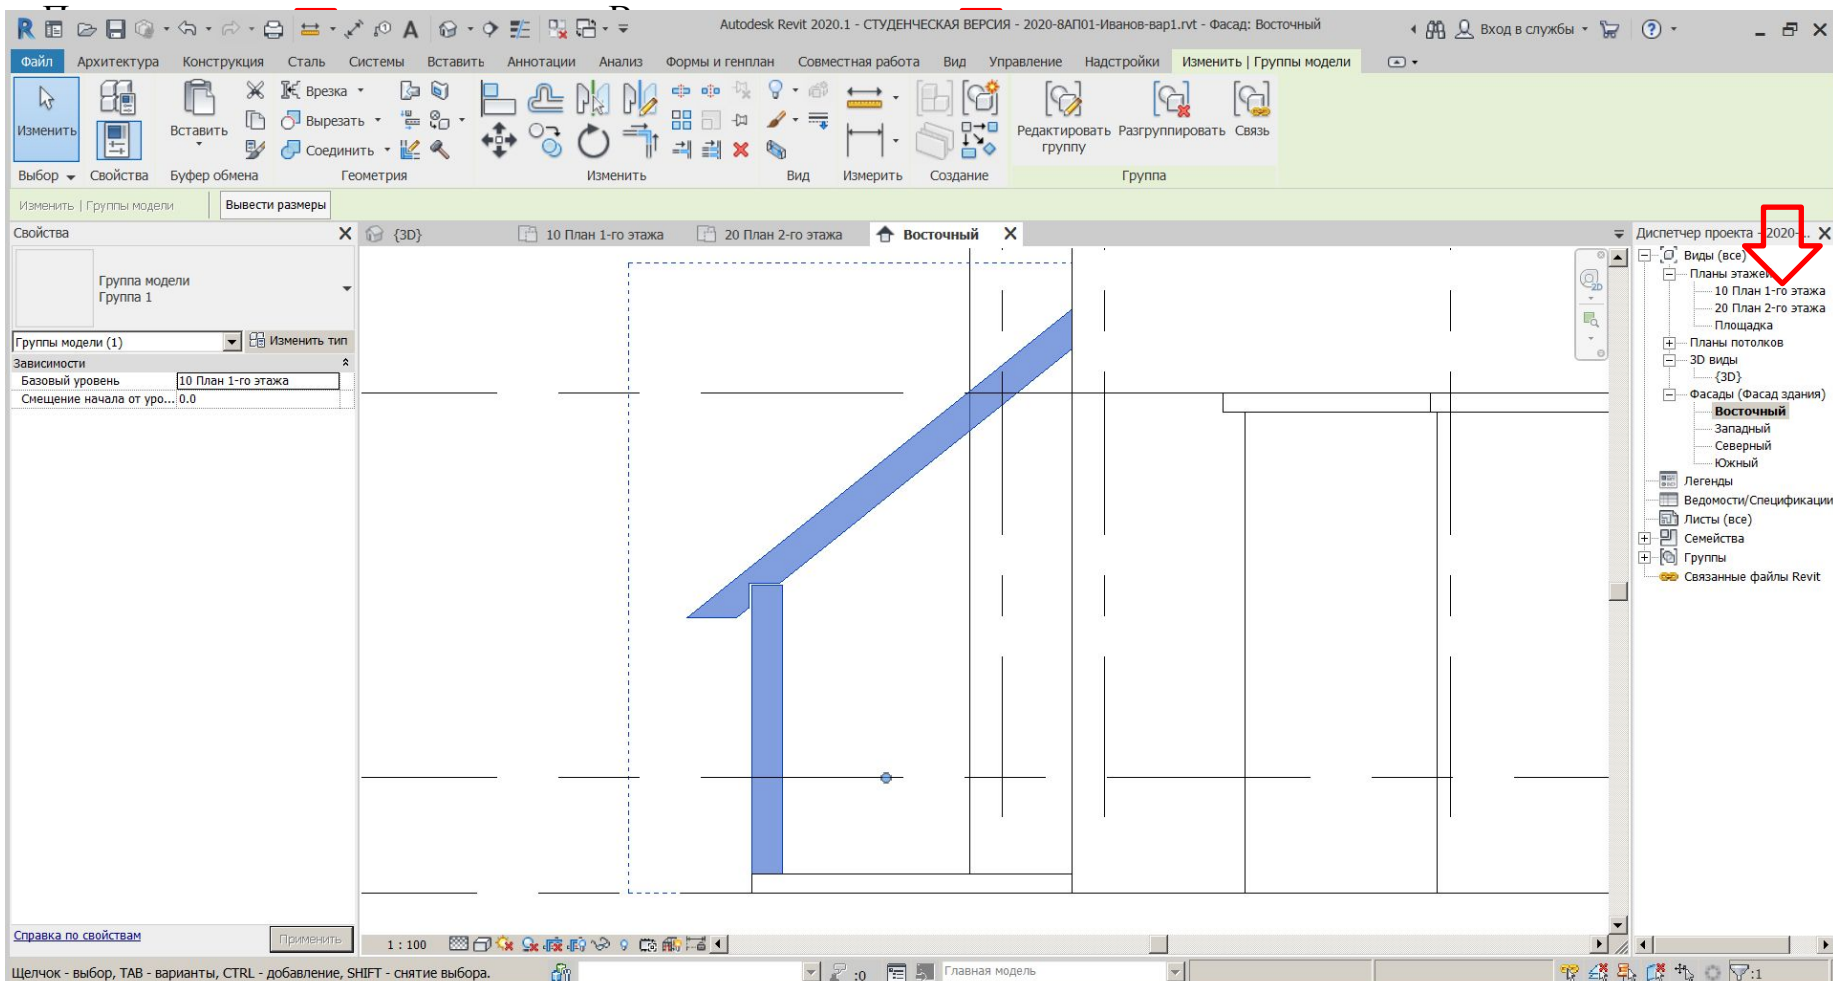 Autodesk Revit 2020.1 - СТУДЕНЧЕСКАЯ ВЕРСИЯ - 2020-8АП01-Иванов-вар1.rvt - Фасад: Восточный
Вход в службы
Файл Архитектура Конструкция Сталь Системы Вставить Аннотации Анализ Формы и генплан Совместная работа Вид Управление Надстройки Изменить | Группы модели
Изменить
Вставить
Врезка
Вырезать
Соединить
Редактировать группу
Разгруппировать
Связь
Выбор Свойства Буфер обмена Геометрия Изменить Вид Измерить Создание Группа
Изменить | Группы модели
Вывести размеры
Свойства
{3D}
10 План 1-го этажа
20 План 2-го этажа
Восточный
Диспетчер проекта - 2020-...
Группа модели
Группа 1
Группы модели (1)
Изменить тип
Зависимости
Базовый уровень 10 План 1-го этажа
Смещение начала от уро... 0.0
2D
Виды (все)
Планы этажей
10 План 1-го этажа
20 План 2-го этажа
Площадка
Планы потолков
3D виды
{3D}
Фасады (Фасад здания)
Восточный
Западный
Северный
Южный
Легенды
Ведомости/Спецификации
Листы (все)
Семейства
Группы
Связанные файлы Revit
Справка по свойствам
Применить
1 : 100
Щелчок - выбор, TAB - варианты, CTRL - добавление, SHIFT - снятие выбора.
:0
Главная модель
:1